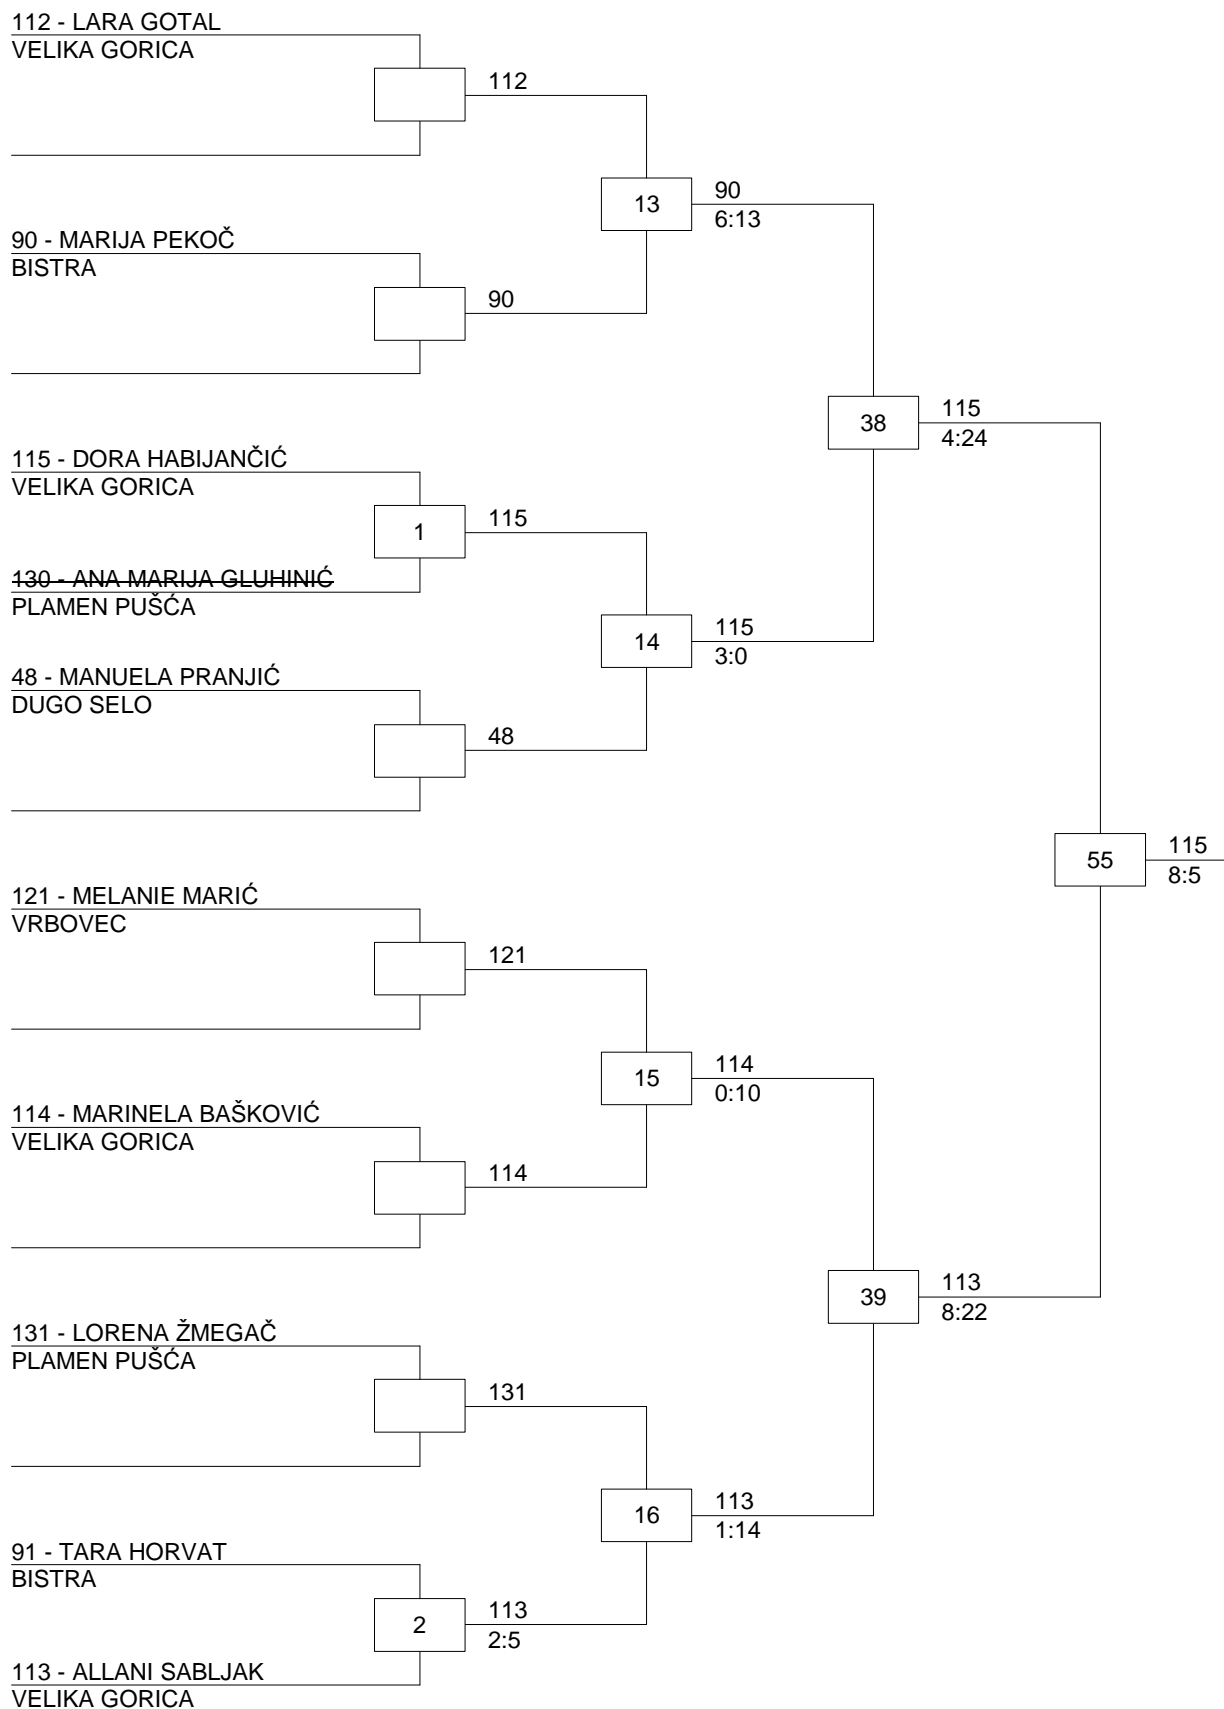 112 - LARA GOTAL
VELIKA GORICA
112
13
90
6:13
90 - MARIJA PEKOČ
BISTRA
90
38
115
4:24
115 - DORA HABIJANČIĆ
VELIKA GORICA
1
115
130 - ANA MARIJA GLUHINIĆ
PLAMEN PUŠĆA
14
115
3:0
48 - MANUELA PRANJIĆ
DUGO SELO
48
55
115
8:5
121 - MELANIE MARIĆ
VRBOVEC
121
15
114
0:10
114 - MARINELA BAŠKOVIĆ
VELIKA GORICA
114
39
113
8:22
131 - LORENA ŽMEGAČ
PLAMEN PUŠĆA
131
16
113
1:14
91 - TARA HORVAT
BISTRA
2
113
2:5
113 - ALLANI SABLJAK
VELIKA GORICA